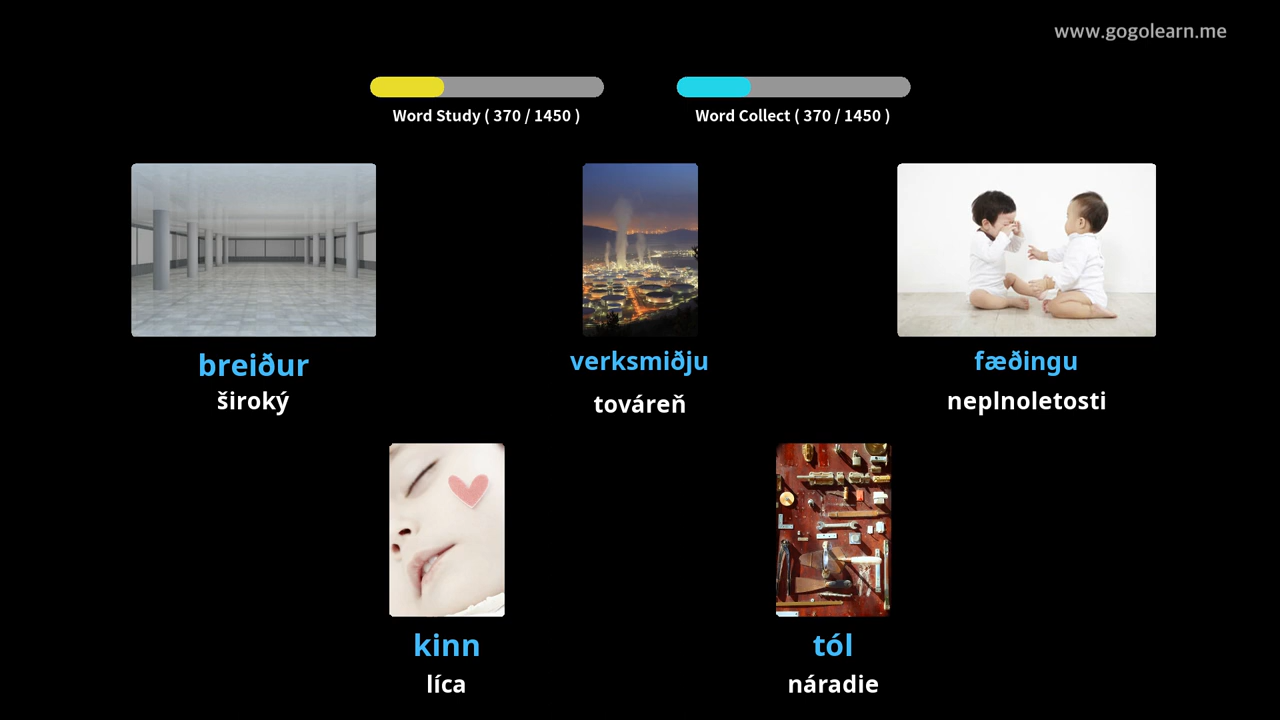 www.gogolearn.me
Word Study ( 370 / 1450 )
Word Collect ( 370 / 1450 )
breiður
široký
verksmiðju
továreň
fæðingu
neplnoletosti
kinn
líca
tól
náradie